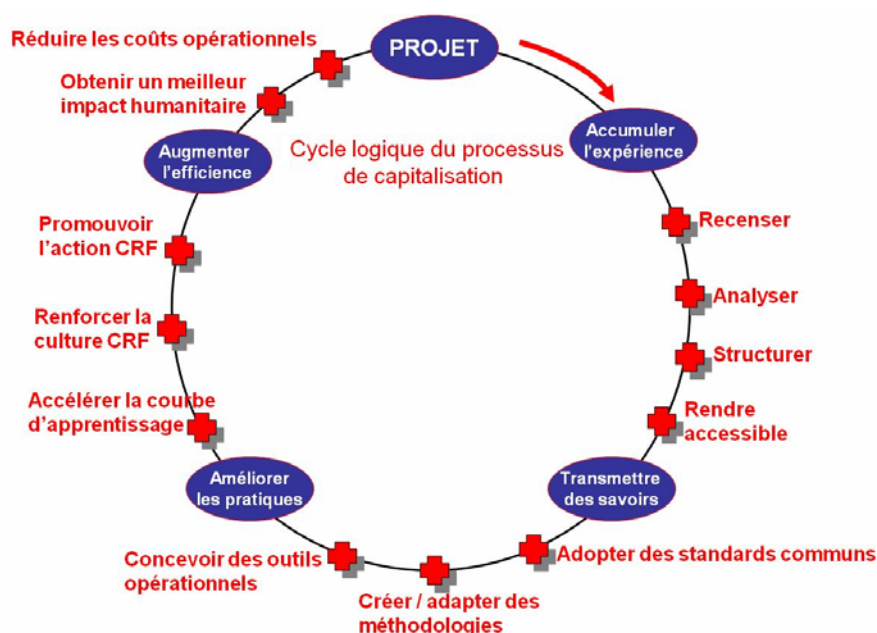 PROJET
Accumuler
l'expérience
Recenser
Analyser
Structurer
Rendre
accessible
Transmettre
des savoirs
Adopter des standards communs
Créer / adapter des
méthodologies
Concevoir des outils
opérationnels
Améliorer
les pratiques
Accélérer la courbe
d'apprentissage
Renforcer la
culture CRF
Promouvoir
l'action CRF
Augmenter
l'efficience
Obtenir un meilleur
impact humanitaire
Réduire les coûts opérationnels
Cycle logique du processus
de capitalisation